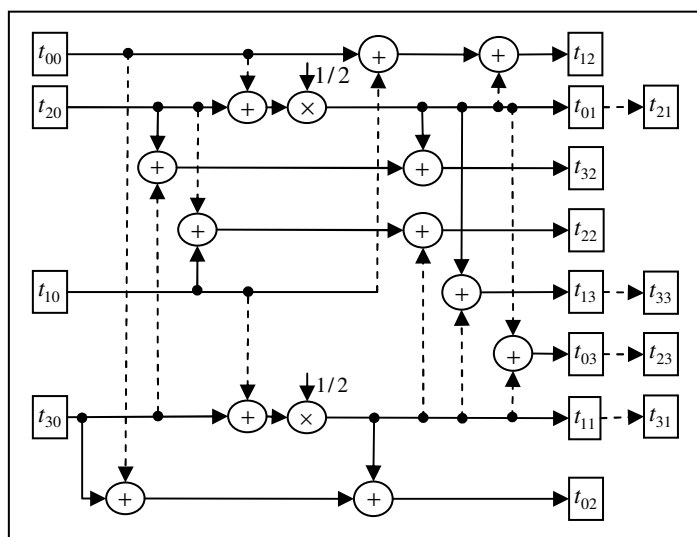 t₀₀ + + t₁₂
1/2
t₂₀ + × t₀₁ t₂₁
+ + t₃₂
+ + t₂₂
t₁₀ + t₁₃ t₃₃
+ t₀₃ t₂₃
1/2
t₃₀ + × t₁₁ t₃₁
+ + t₀₂